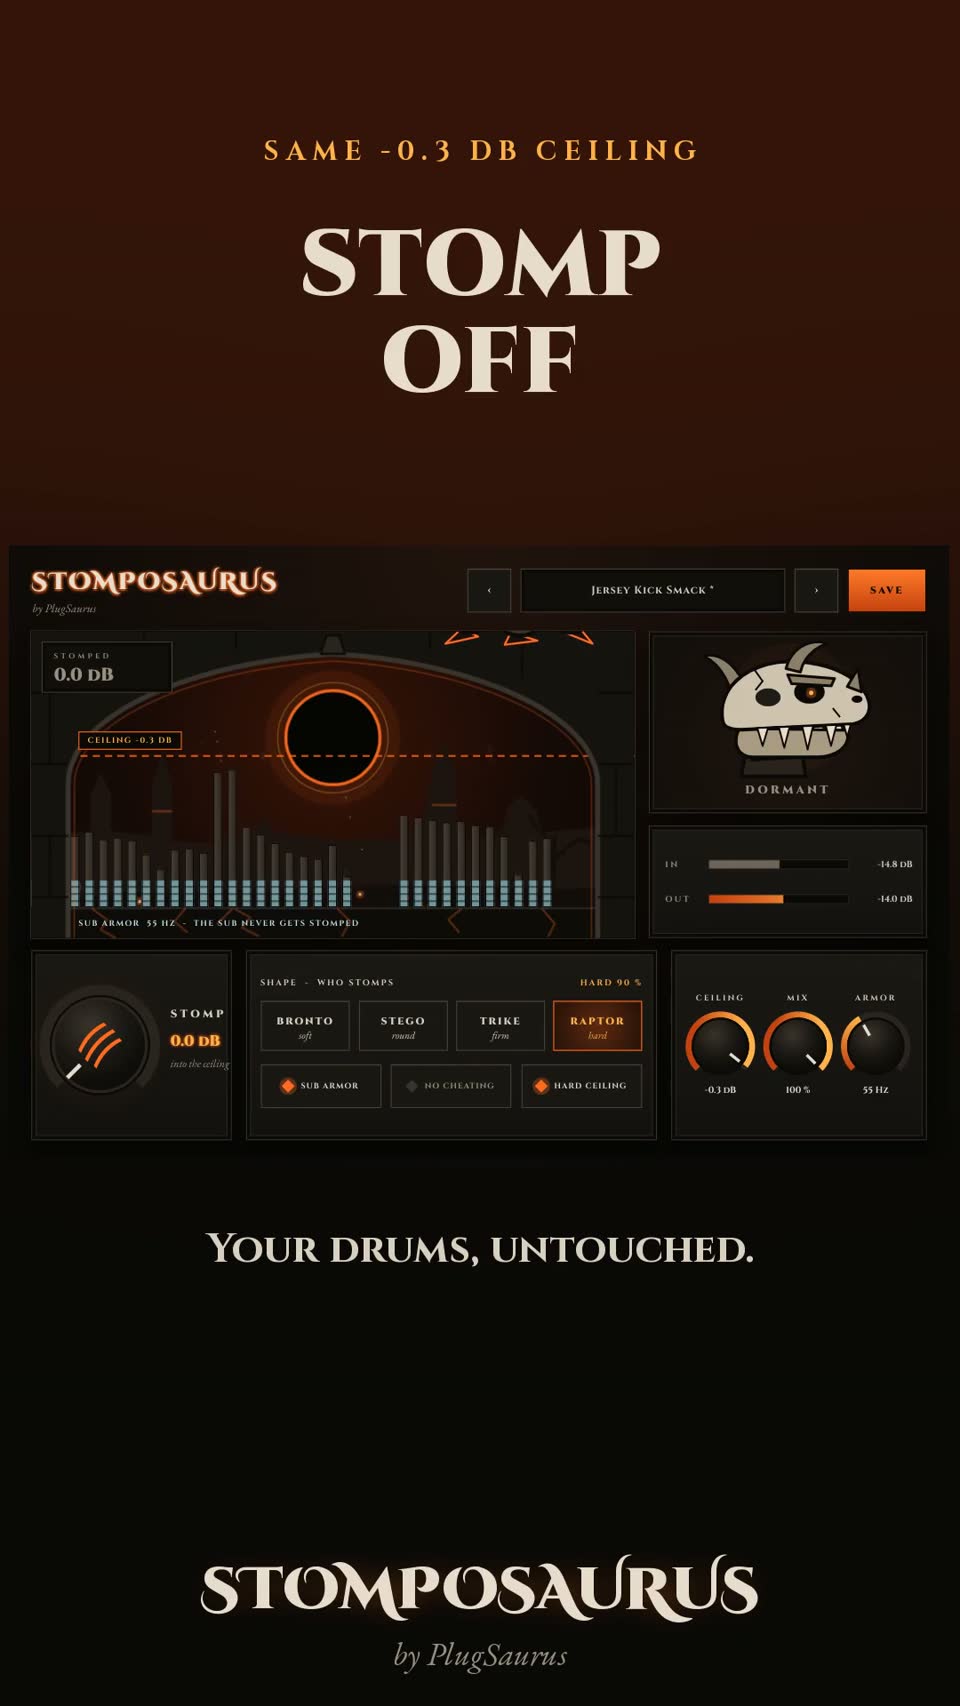 SAME -0.3 DB CEILING
STOMP
OFF
STOMPOSAURUS
by PlugSaurus
‹
JERSEY KICK SMACK *
›
SAVE
STOMPED
0.0 DB
CEILING -0.3 DB
SUB ARMOR 55 HZ - THE SUB NEVER GETS STOMPED
DORMANT
IN -14.8 DB
OUT -14.0 DB
STOMP
0.0 DB
into the ceiling
SHAPE - WHO STOMPS HARD 90 %
BRONTO STEGO TRIKE RAPTOR
soft round firm hard
SUB ARMOR NO CHEATING HARD CEILING
CEILING MIX ARMOR
-0.3 DB 100 % 55 HZ
YOUR DRUMS, UNTOUCHED.
STOMPOSAURUS
by PlugSaurus